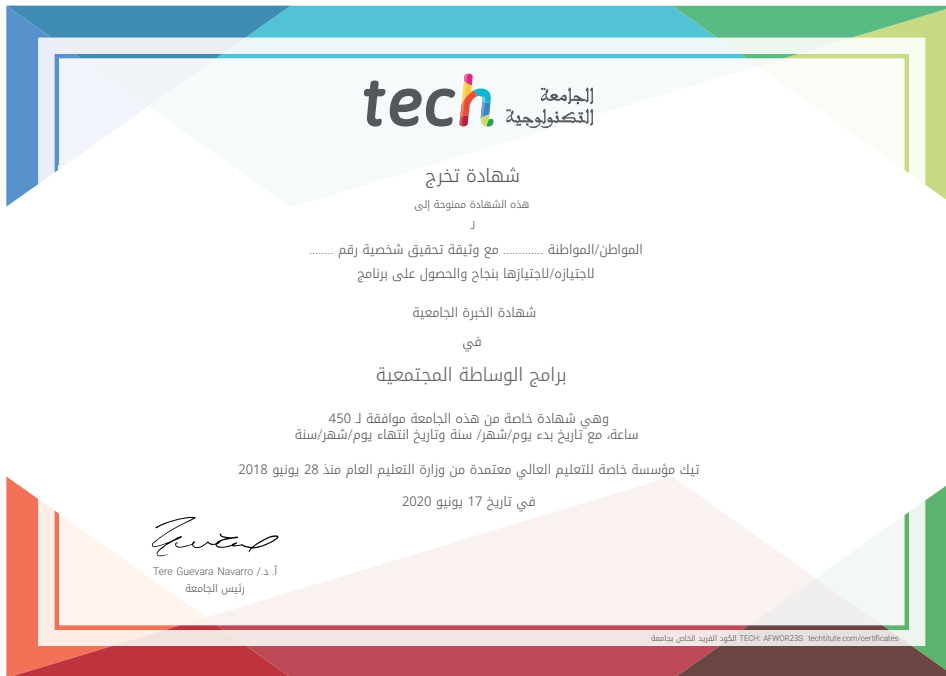 tech الجامعة
التكنولوجية
شهادة تخرج
هذه الشهادة ممنوحة إلى
لـ
المواطن/المواطنة ............. مع وثيقة تحقيق شخصية رقم ........
لاجتيازه/لاجتيازها بنجاح والحصول على برنامج
شهادة الخبرة الجامعية
في
برامج الوساطة المجتمعية
وهي شهادة خاصة من هذه الجامعة موافقة لـ 450
ساعة، مع تاريخ بدء يوم/شهر/ سنة وتاريخ انتهاء يوم/شهر/سنة
تيك مؤسسة خاصة للتعليم العالي معتمدة من وزارة التعليم العام منذ 28 يونيو 2018
في تاريخ 17 يونيو 2020
أ. د./ Tere Guevara Navarro
رئيس الجامعة
الكود الفريد الخاص بجامعة TECH: AFWOR23S techtitute.com/certificates